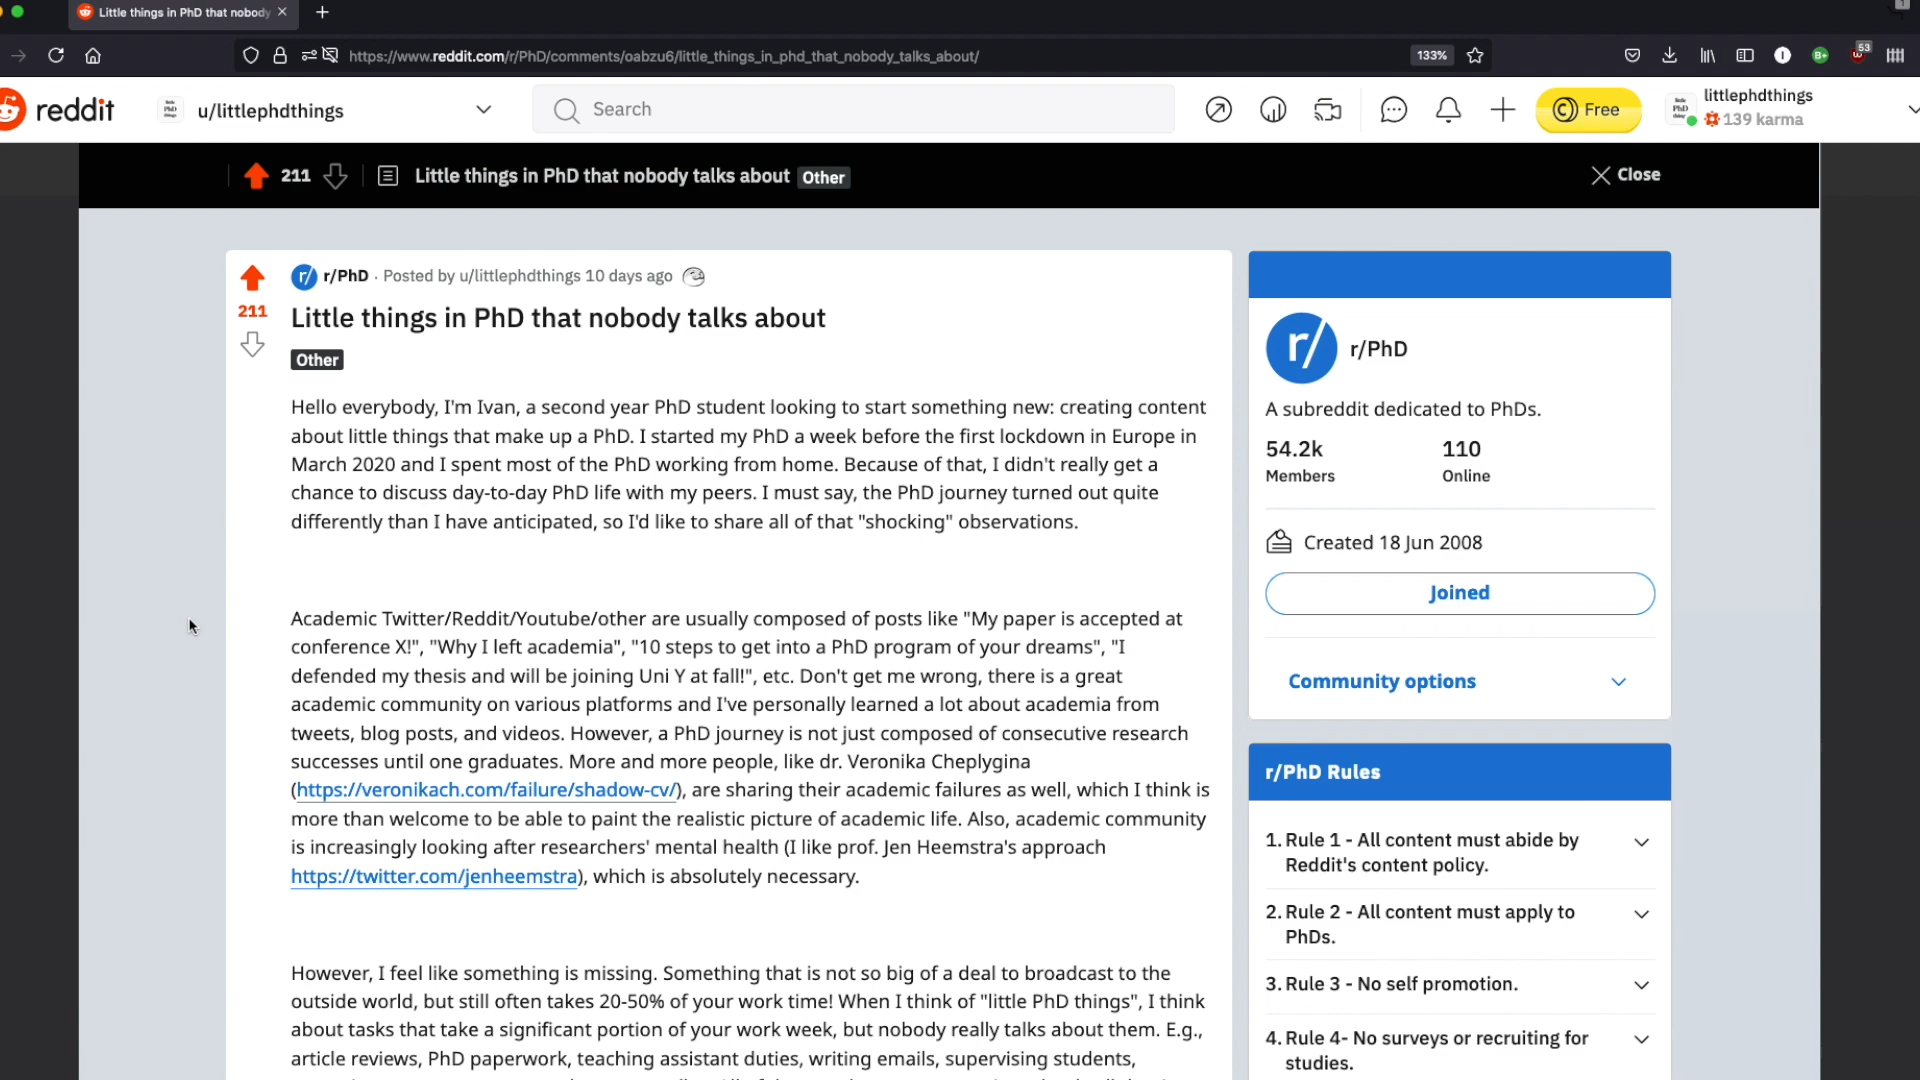 Little things in PhD that nobody
https://www.reddit.com/r/PhD/comments/oabzu6/little_things_in_phd_that_nobody_talks_about/
133%
53
reddit
u/littlephdthings
Search
Free
littlephdthings
139 karma
211
Little things in PhD that nobody talks about
Other
Close
r/PhD · Posted by u/littlephdthings 10 days ago
211
Little things in PhD that nobody talks about
Other
Hello everybody, I'm Ivan, a second year PhD student looking to start something new: creating content
about little things that make up a PhD. I started my PhD a week before the first lockdown in Europe in
March 2020 and I spent most of the PhD working from home. Because of that, I didn't really get a
chance to discuss day-to-day PhD life with my peers. I must say, the PhD journey turned out quite
differently than I have anticipated, so I'd like to share all of that "shocking" observations.
Academic Twitter/Reddit/Youtube/other are usually composed of posts like "My paper is accepted at
conference X!", "Why I left academia", "10 steps to get into a PhD program of your dreams", "I
defended my thesis and will be joining Uni Y at fall!", etc. Don't get me wrong, there is a great
academic community on various platforms and I've personally learned a lot about academia from
tweets, blog posts, and videos. However, a PhD journey is not just composed of consecutive research
successes until one graduates. More and more people, like dr. Veronika Cheplygina
(https://veronikach.com/failure/shadow-cv/), are sharing their academic failures as well, which I think is
more than welcome to be able to paint the realistic picture of academic life. Also, academic community
is increasingly looking after researchers' mental health (I like prof. Jen Heemstra's approach
https://twitter.com/jenheemstra), which is absolutely necessary.
However, I feel like something is missing. Something that is not so big of a deal to broadcast to the
outside world, but still often takes 20-50% of your work time! When I think of "little PhD things", I think
about tasks that take a significant portion of your work week, but nobody really talks about them. E.g.,
article reviews, PhD paperwork, teaching assistant duties, writing emails, supervising students,
r/
r/PhD
A subreddit dedicated to PhDs.
54.2k
110
Members
Online
Created 18 Jun 2008
Joined
Community options
r/PhD Rules
1. Rule 1 - All content must abide by
Reddit's content policy.
2. Rule 2 - All content must apply to
PhDs.
3. Rule 3 - No self promotion.
4. Rule 4- No surveys or recruiting for
studies.